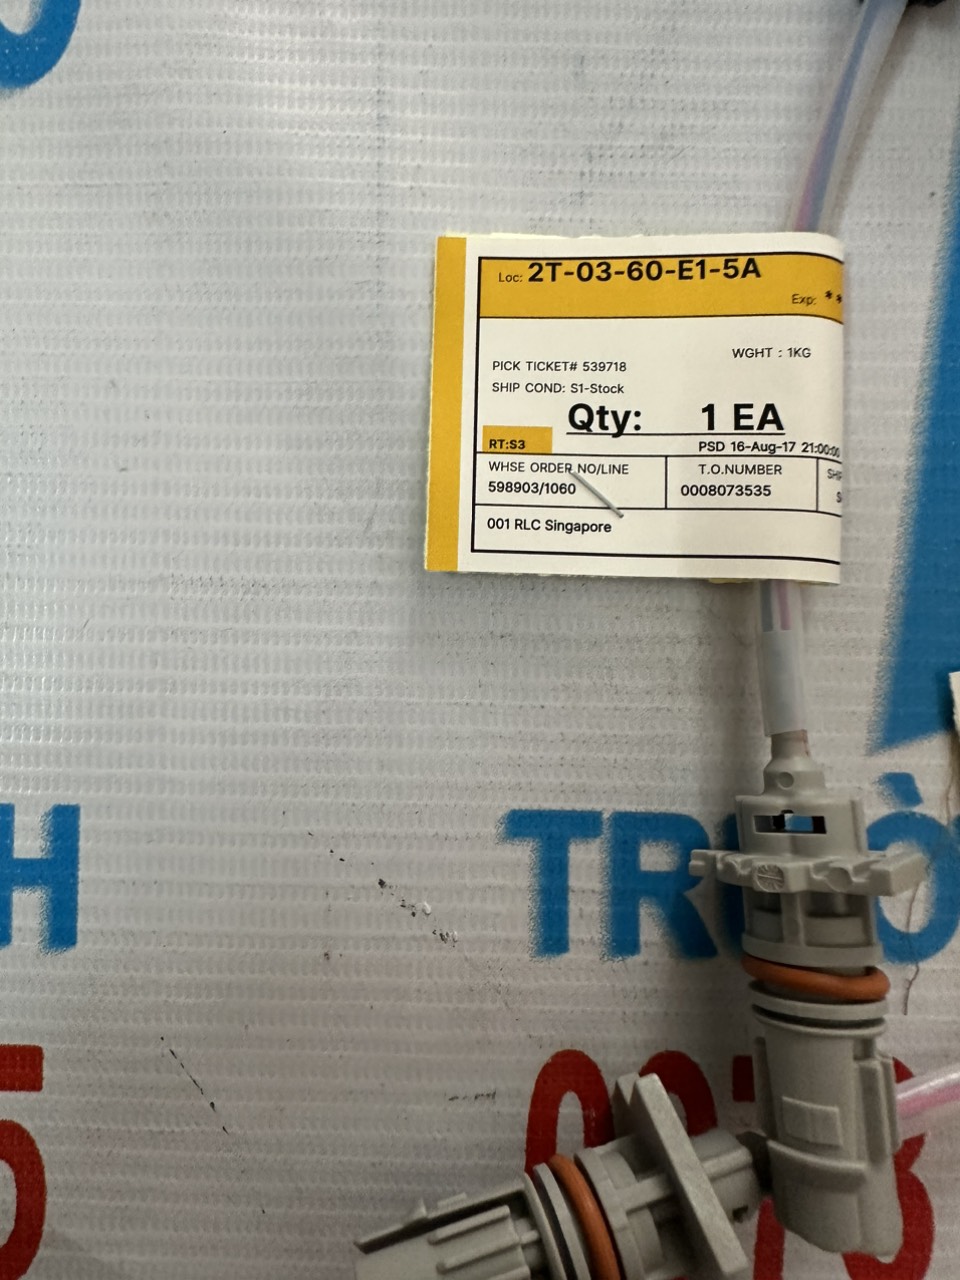 Loc: 2T-03-60-E1-5A
Exp: **
WGHT : 1KG
PICK TICKET# 539718
SHIP COND: S1-Stock
Qty: 1 EA
RT:S3
PSD 16-Aug-17 21:00:00
WHSE ORDER NO/LINE
T.O.NUMBER
598903/1060
0008073535
001 RLC Singapore
H